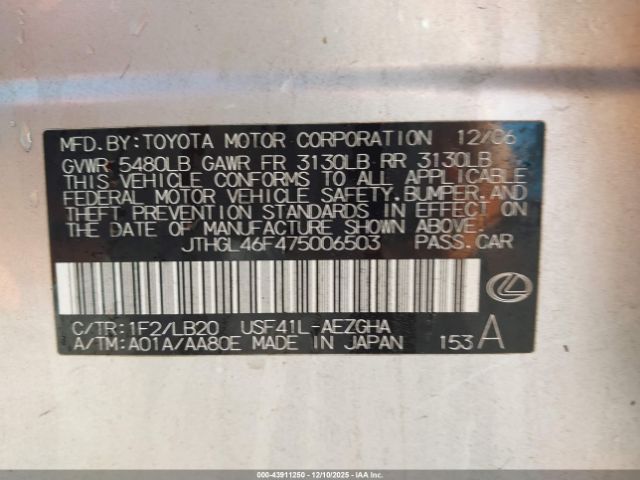 MFD. BY: TOYOTA MOTOR CORPORATION 12/06
GVWR 5480LB GAWR FR 3130LB RR 3130LB
THIS VEHICLE CONFORMS TO ALL APPLICABLE
FEDERAL MOTOR VEHICLE SAFETY, BUMPER, AND
THEFT PREVENTION STANDARDS IN EFFECT ON
THE DATE OF MANUFACTURE SHOWN ABOVE.
JTHGL46F475006503 PASS. CAR
C/TR: 1F2/LB20 USF41L-AEZGHA
A/TM: A01A/AA80E MADE IN JAPAN 153 A
000-43911250 - 12/10/2025 - IAAI.CA